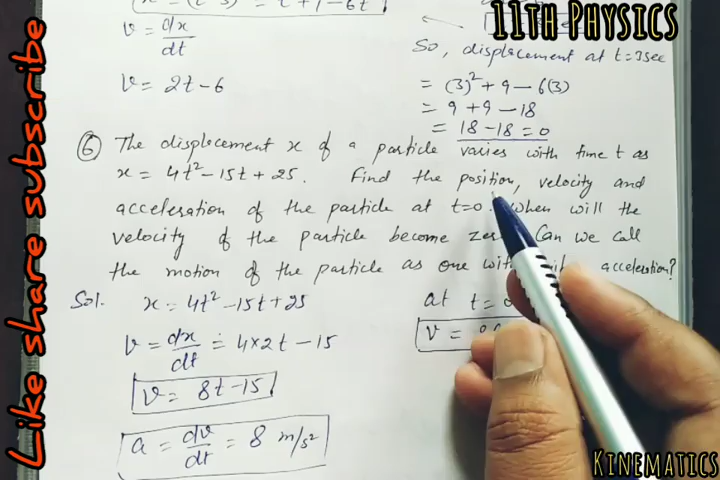 11th Physics
Like share subscribe
v = dx/dt
So, displacement at t=3sec
v = 2t-6
= (3)² + 9 - 6(3)
= 9+9-18
= 18-18=0
6 The displacement x of a particle varies with time t as
x = 4t²-15t+25. Find the position, velocity and
acceleration of the particle at t=0. When will the
velocity of the particle become Can we call
the motion of the particle as one acceleration?
Sol. x = 4t²-15t+25
v = dx/dt = 4x2t-15
v = 8t-15
a = dv/dt = 8 m/s²
at t =
v =
Kinematics